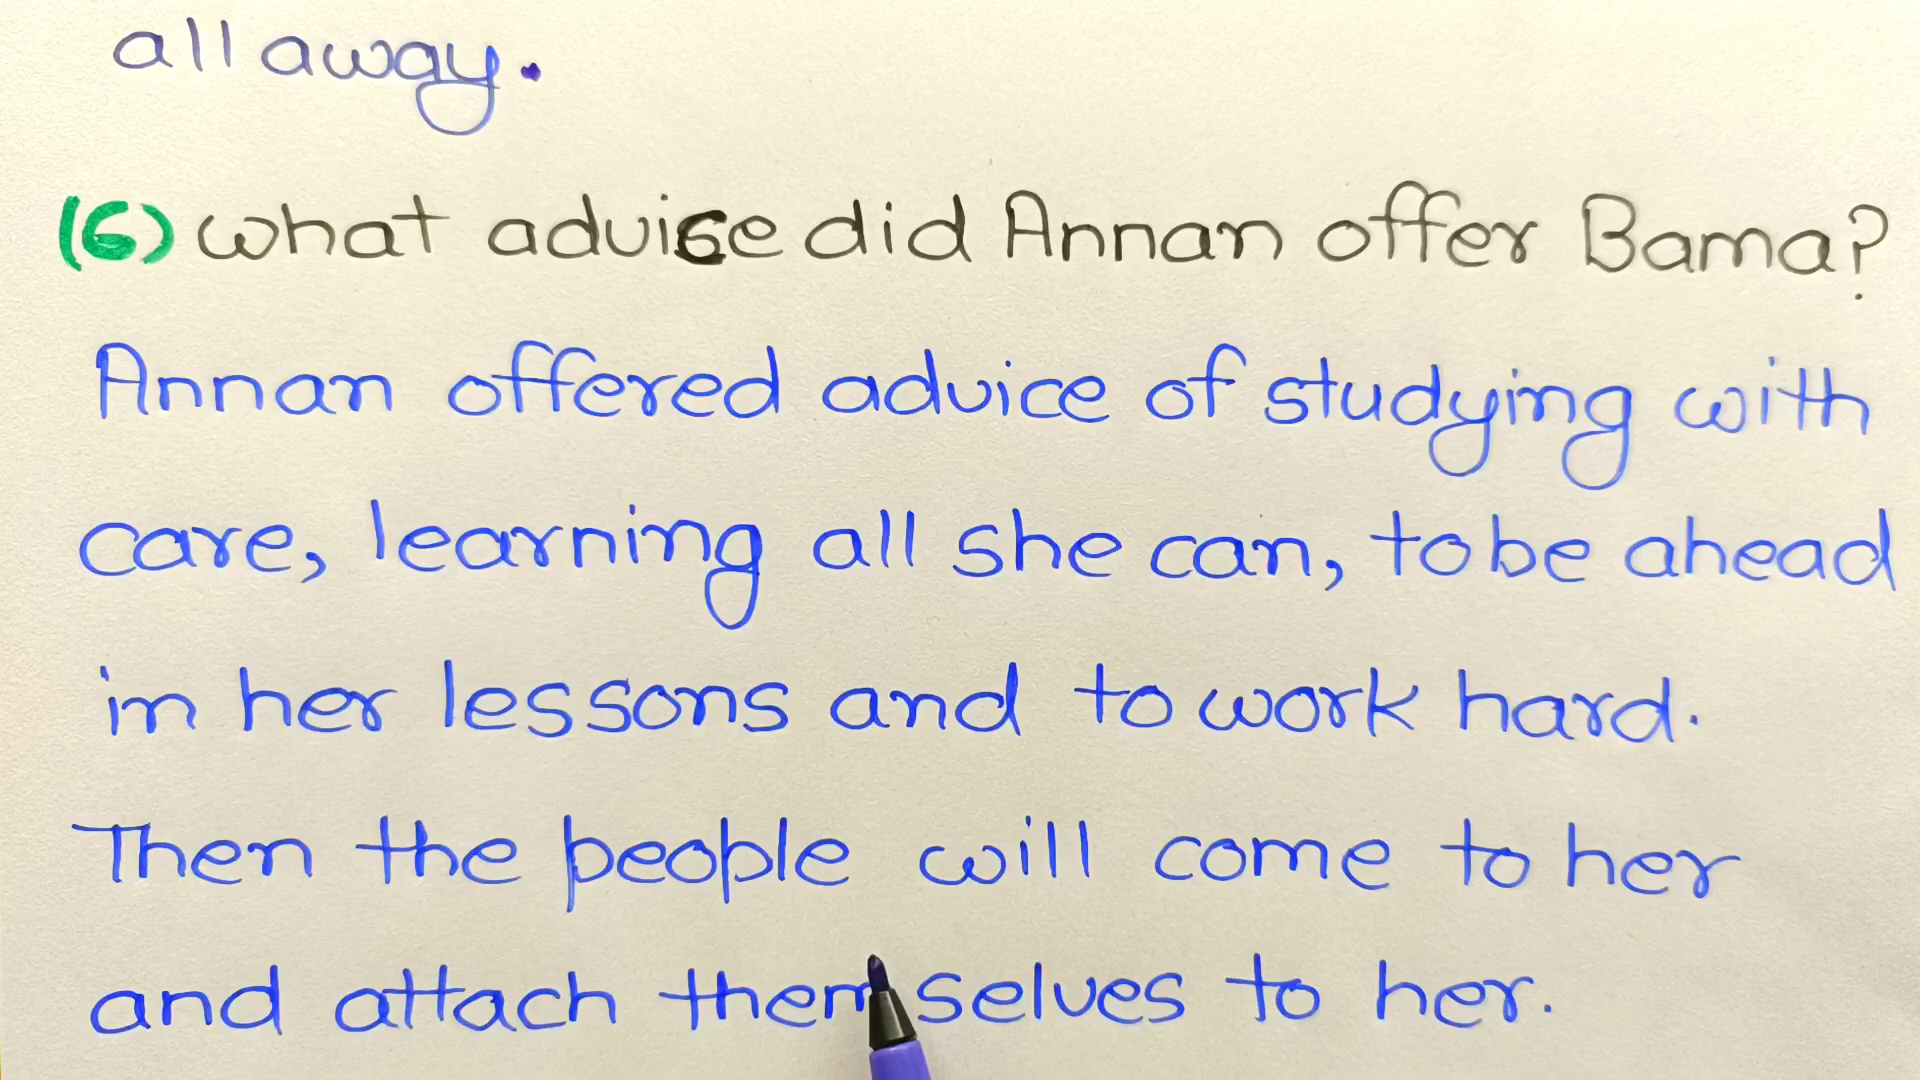 all away.
(6) what advice did Annan offer Bama?
Annan offered advice of studying with
care, learning all she can, to be ahead
in her lessons and to work hard.
Then the people will come to her
and attach themselves to her.